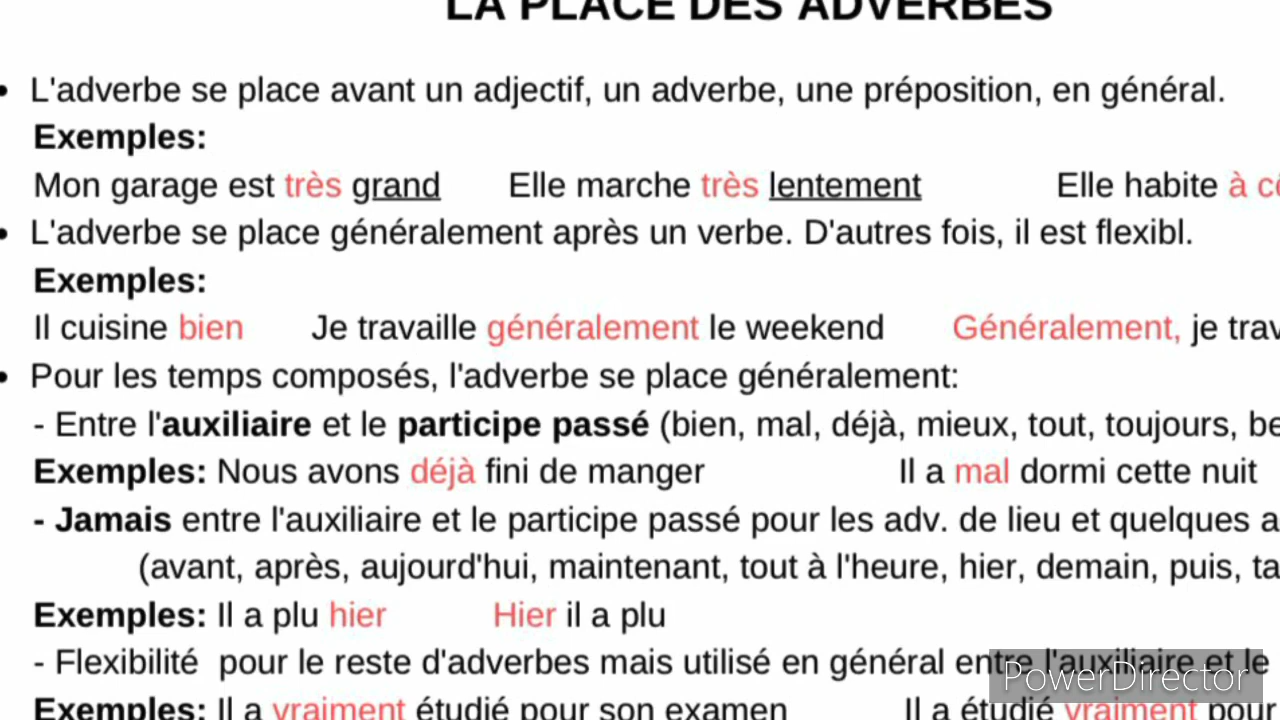 LA PLACE DES ADVERBES
• L'adverbe se place avant un adjectif, un adverbe, une préposition, en général.
Exemples:
Mon garage est très grand Elle marche très lentement Elle habite à
• L'adverbe se place généralement après un verbe. D'autres fois, il est flexibl.
Exemples:
Il cuisine bien Je travaille généralement le weekend Généralement, je
• Pour les temps composés, l'adverbe se place généralement:
- Entre l'auxiliaire et le participe passé (bien, mal, déjà, mieux, tout, toujours,
Exemples: Nous avons déjà fini de manger Il a mal dormi cette nuit
- Jamais entre l'auxiliaire et le participe passé pour les adv. de lieu et quelques
(avant, après, aujourd'hui, maintenant, tout à l'heure, hier, demain, puis,
Exemples: Il a plu hier Hier il a plu
- Flexibilité pour le reste d'adverbes mais utilisé en général entre l'auxiliaire et le
PowerDirector
Exemples: Il a vraiment étudié pour son examen Il a étudié vraiment pour